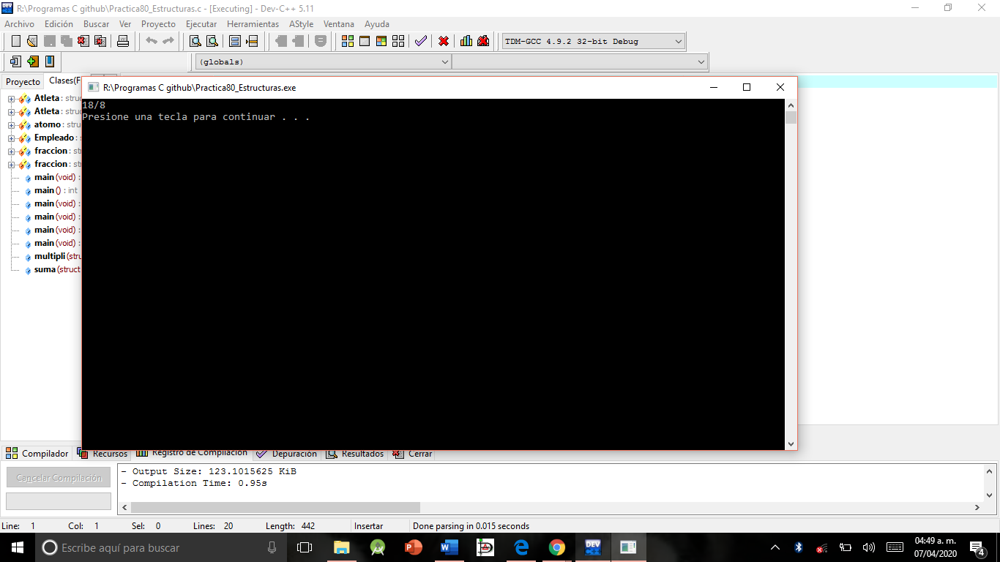 R:\Programas C github\Practica80_Estructuras.c - [Executing] - Dev-C++ 5.11
Archivo Edición Buscar Ver Proyecto Ejecutar Herramientas AStyle Ventana Ayuda
TDM-GCC 4.9.2 32-bit Debug
(globals)
Proyecto Clases(F
R:\Programas C github\Practica80_Estructuras.exe
18/8
Presione una tecla para continuar . . .
Atleta : struc
Atleta : struc
atomo : stru
Empleado : s
fraccion : str
fraccion : str
main (void) :
main () : int
main (void) :
main (void) :
main (void) :
main (void) :
multipli (stru
suma (struct
Compilador Recursos Registro de Compilación Depuración Resultados Cerrar
Cancelar Compilación
- Output Size: 123.1015625 KiB
- Compilation Time: 0.95s
Line: 1 Col: 1 Sel: 0 Lines: 20 Length: 442 Insertar Done parsing in 0.015 seconds
Escribe aquí para buscar
DEV
04:49 a. m.
07/04/2020
4